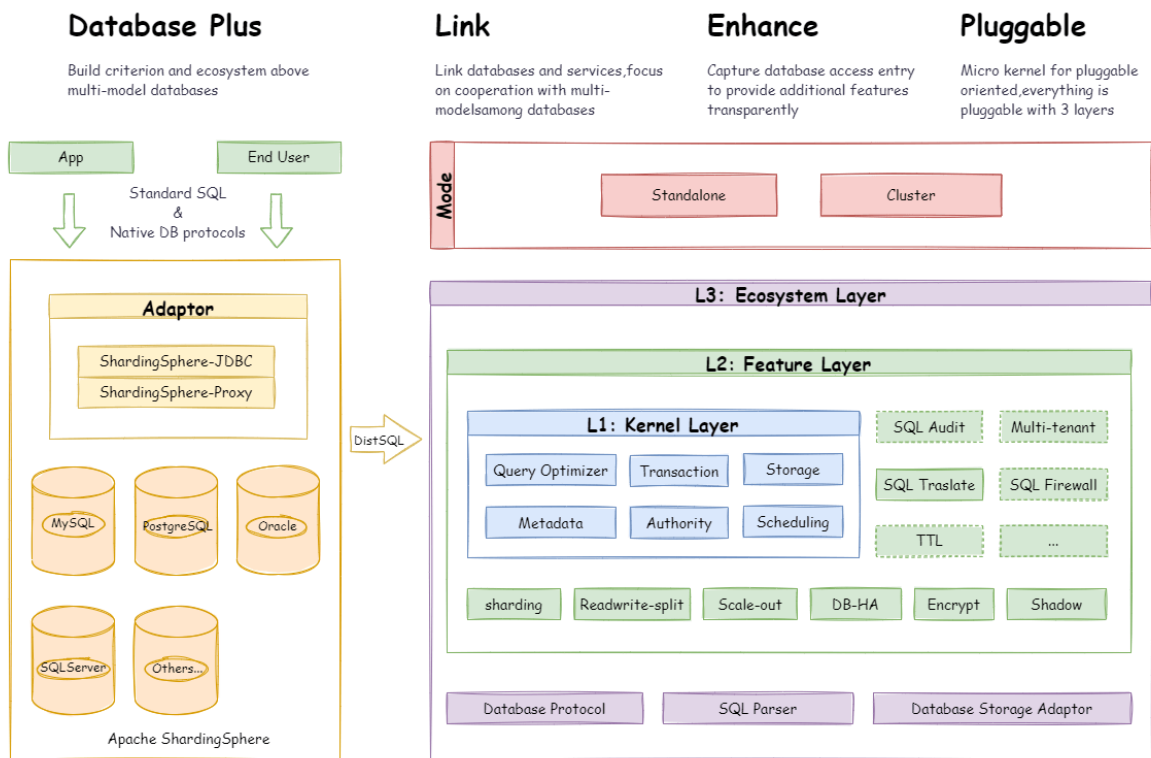 Database Plus
Build criterion and ecosystem above
multi-model databases
Link
Link databases and services,focus
on cooperation with multi-
modelsamong databases
Enhance
Capture database access entry
to provide additional features
transparently
Pluggable
Micro kernel for pluggable
oriented,everything is
pluggable with 3 layers
App
End User
Standard SQL
&
Native DB protocols
Adaptor
ShardingSphere-JDBC
ShardingSphere-Proxy
MySQL
PostgreSQL
Oracle
SQLServer
Others...
Apache ShardingSphere
DistSQL
Mode
Standalone
Cluster
L3: Ecosystem Layer
L2: Feature Layer
L1: Kernel Layer
Query Optimizer
Transaction
Storage
Metadata
Authority
Scheduling
SQL Audit
Multi-tenant
SQL Traslate
SQL Firewall
TTL
...
sharding
Readwrite-split
Scale-out
DB-HA
Encrypt
Shadow
Database Protocol
SQL Parser
Database Storage Adaptor